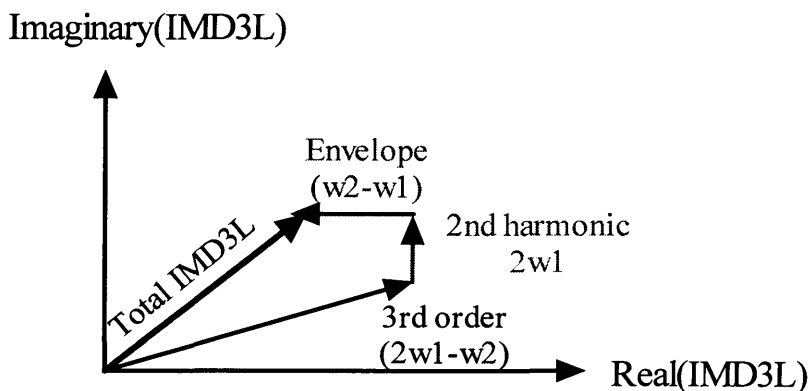 Imaginary(IMD3L)
Envelope
(w2-w1)
2nd harmonic
2w1
Total IMD3L
3rd order
(2w1-w2)
Real(IMD3L)